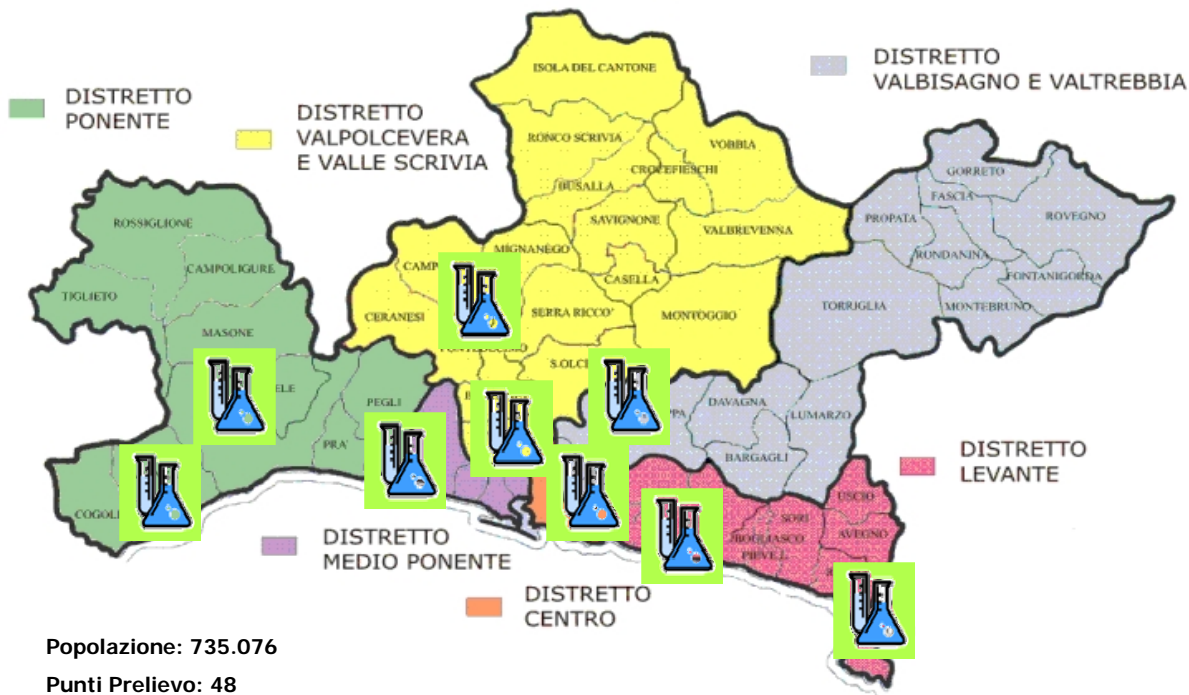 DISTRETTO
PONENTE
DISTRETTO
VALPOLCEVERA
E VALLE SCRIVIA
DISTRETTO
VALBISAGNO E VALTREBBIA
ISOLA DEL CANTONE
RONCO SCRIVIA
VOBBIA
CROCEFIESCHI
BUSALLA
SAVIGNONE
VALBREVENNA
MIGNANEGO
CASELLA
CERANESI
SERRA RICCO'
MONTOGGIO
GORRETO
FASCIA
PROPATA
ROVEGNO
RONDANINA
FONTANIGORDA
TORRIGLIA
MONTEBRUNO
ROSSIGLIONE
CAMPOLIGURE
TIGLIETO
MASONE
PEGLI
PRA'
DAVAGNA
LUMARZO
BARGAGLI
DISTRETTO
LEVANTE
USCIO
SORI
AVEGNO
BOGLIASCO
PIEVE L.
DISTRETTO
MEDIO PONENTE
DISTRETTO
CENTRO
Popolazione: 735.076
Punti Prelievo: 48